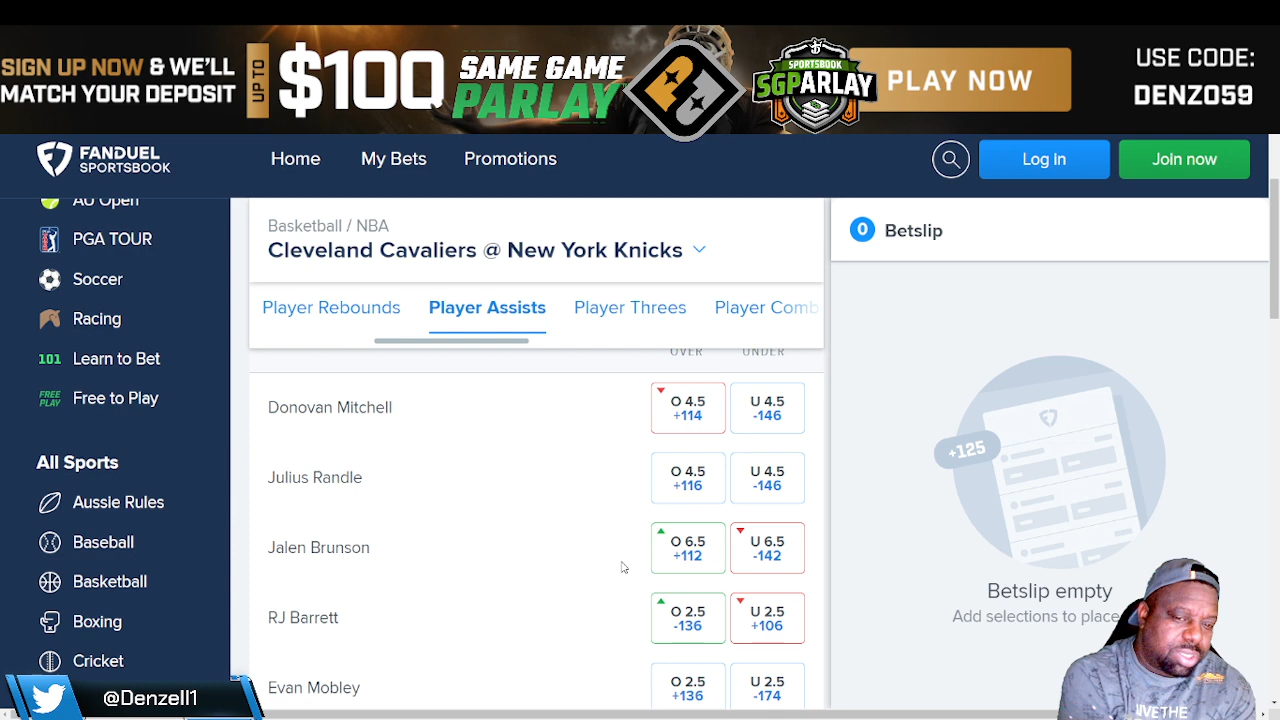 SIGN UP NOW & WE'LL
MATCH YOUR DEPOSIT
UP TO
$100
SAME GAME
PARLAY
SPORTSBOOK
SGPARLAY
PLAY NOW
USE CODE:
DENZO59
FANDUEL
SPORTSBOOK
Home
My Bets
Promotions
Log in
Join now
AU Open
PGA TOUR
Soccer
Racing
101 Learn to Bet
FREE PLAY Free to Play
All Sports
Aussie Rules
Baseball
Basketball
Boxing
Cricket
Basketball / NBA
Cleveland Cavaliers @ New York Knicks
Player Rebounds
Player Assists
Player Threes
Player Comb
OVER
UNDER
Donovan Mitchell
O 4.5
+114
U 4.5
-146
Julius Randle
O 4.5
+116
U 4.5
-146
Jalen Brunson
O 6.5
+112
U 6.5
-142
RJ Barrett
O 2.5
-136
U 2.5
+106
Evan Mobley
O 2.5
+136
U 2.5
-174
0 Betslip
+125
Betslip empty
Add selections to place
@Denzell1
LIVE THE